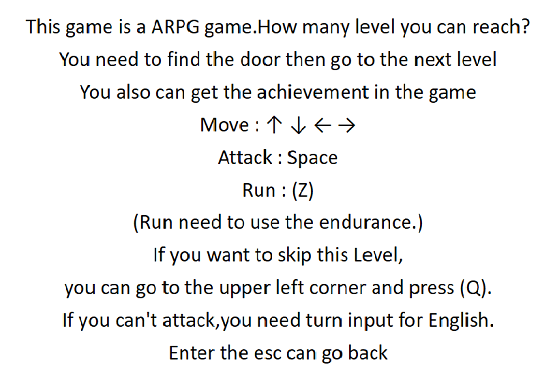 This game is a ARPG game.How many level you can reach?
You need to find the door then go to the next level
You also can get the achievement in the game
Move : ↑ ↓ ← →
Attack : Space
Run : (Z)
(Run need to use the endurance.)
If you want to skip this Level,
you can go to the upper left corner and press (Q).
If you can't attack,you need turn input for English.
Enter the esc can go back